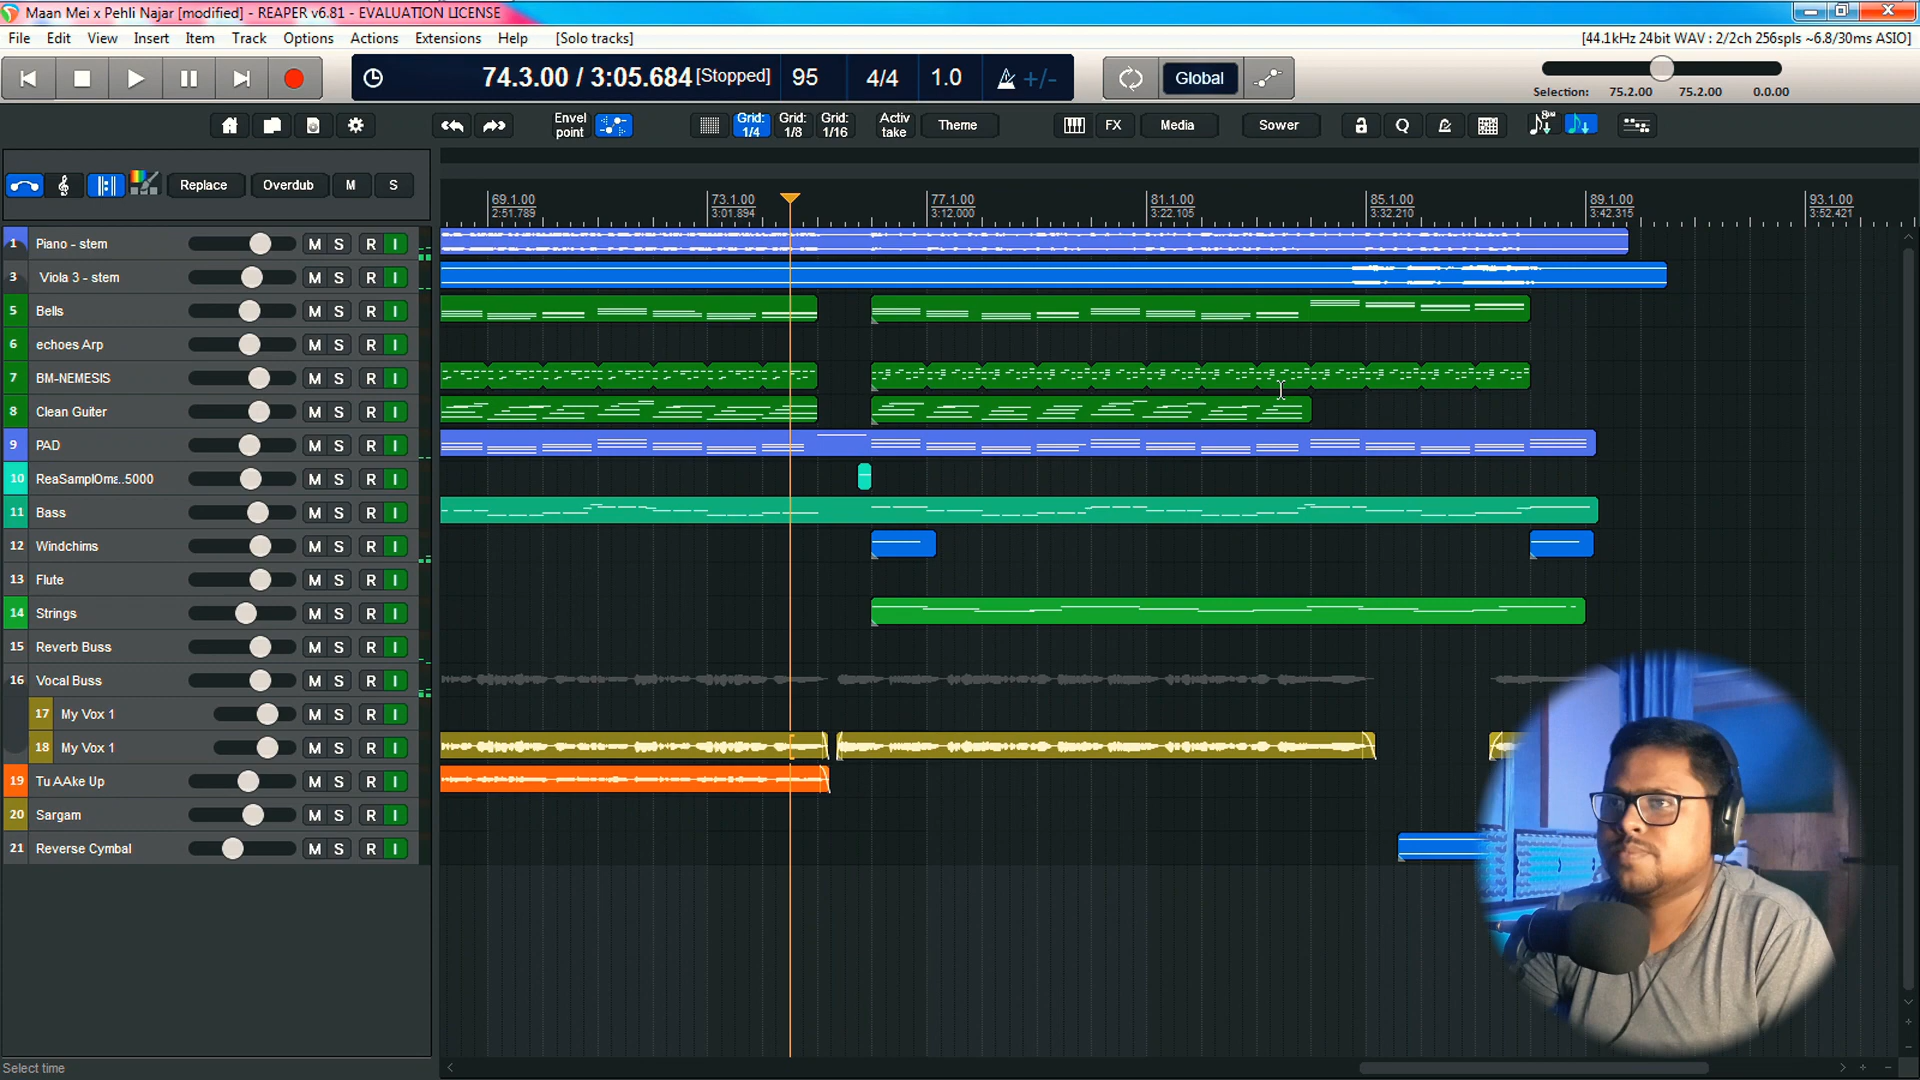 Maan Mei x Pehli Najar [modified] - REAPER v6.81 - EVALUATION LICENSE
File Edit View Insert Item Track Options Actions Extensions Help [Solo tracks]
[44.1kHz 24bit WAV : 2/2ch 256spls ~6.8/30ms ASIO]
74.3.00 / 3:05.684 [Stopped] 95 4/4 1.0 +/- Global
Selection: 75.2.00 75.2.00 0.0.00
Envel point Grid: 1/4 Grid: 1/8 Grid: 1/16 Activ take Theme FX Media Sower Q
Replace Overdub M S
69.1.00 73.1.00 77.1.00 81.1.00 85.1.00 89.1.00 93.1.00
2:51.789 3:01.894 3:12.000 3:22.105 3:32.210 3:42.315 3:52.421
1 Piano - stem M S R I
3 Viola 3 - stem M S R I
5 Bells M S R I
6 echoes Arp M S R I
7 BM-NEMESIS M S R I
8 Clean Guiter M S R I
9 PAD M S R I
10 ReaSamplOma..5000 M S R I
11 Bass M S R I
12 Windchims M S R I
13 Flute M S R I
14 Strings M S R I
15 Reverb Buss M S R I
16 Vocal Buss M S R I
17 My Vox 1 M S R I
18 My Vox 1 M S R I
19 Tu AAke Up M S R I
20 Sargam M S R I
21 Reverse Cymbal M S R I
Select time